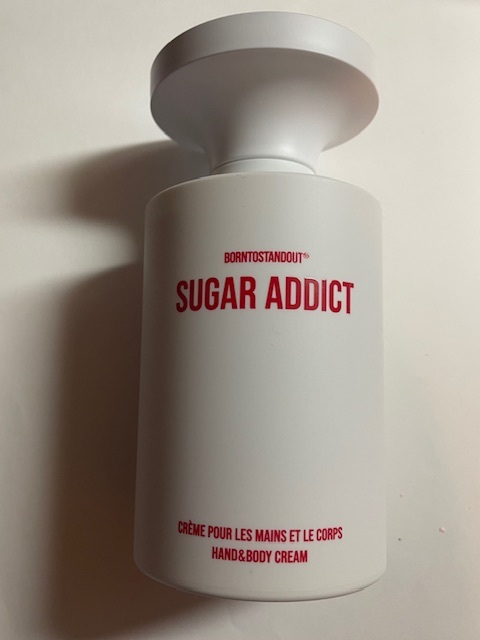 BORNTOSTANDOUT®
SUGAR ADDICT
CRÈME POUR LES MAINS ET LE CORPS
HAND&BODY CREAM